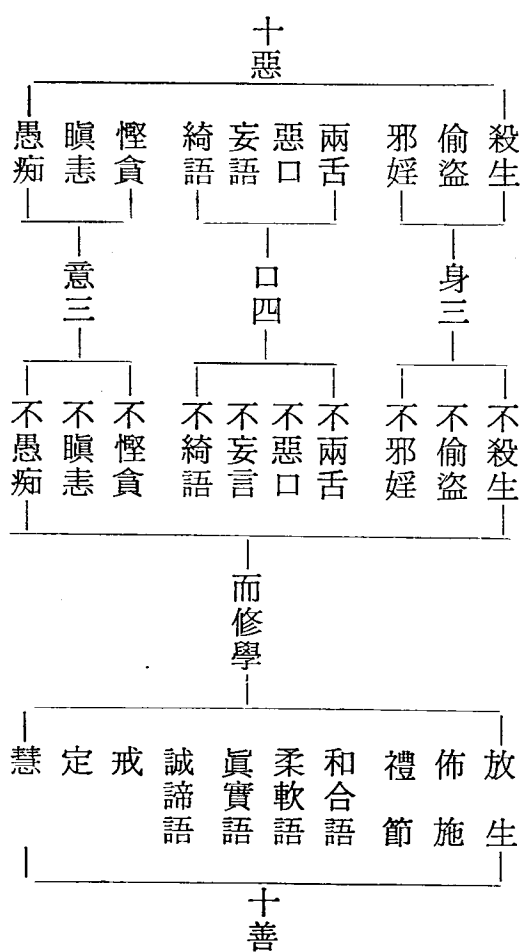 十惡
殺生
偷盜
邪婬
兩舌
惡口
妄語
綺語
慳貪
瞋恚
愚痴
身三
口四
意三
不殺生
不偷盜
不邪婬
不兩舌
不惡口
不妄言
不綺語
不慳貪
不瞋恚
不愚痴
而修學
放生
佈施
禮節
和合語
柔軟語
眞實語
誠諦語
戒
定
慧
十善